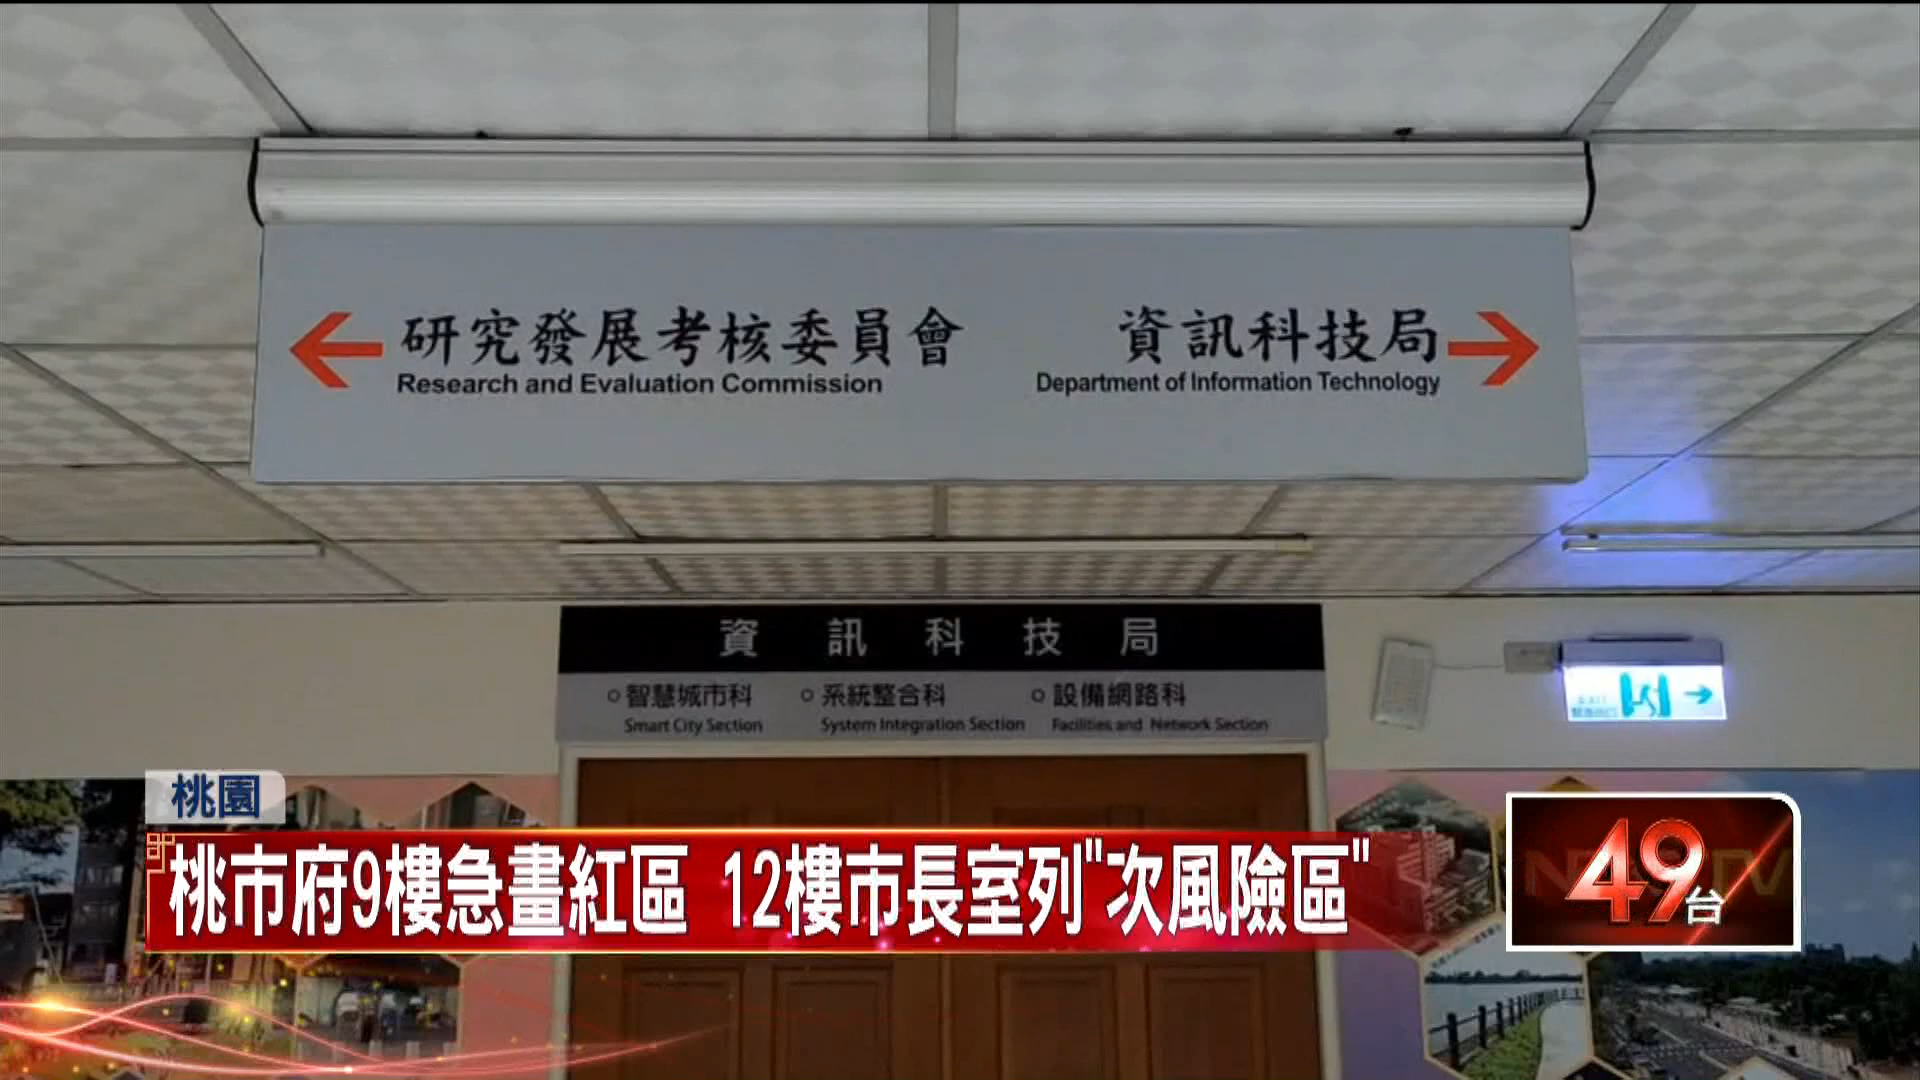 研究發展考核委員會
Research and Evaluation Commission
資訊科技局
Department of Information Technology
資訊科技局
智慧城市科
Smart City Section
系統整合科
System Integration Section
設備網路科
Facilities and Network Section
EXIT
桃園
桃市府9樓急畫紅區 12樓市長室列"次風險區"
49台